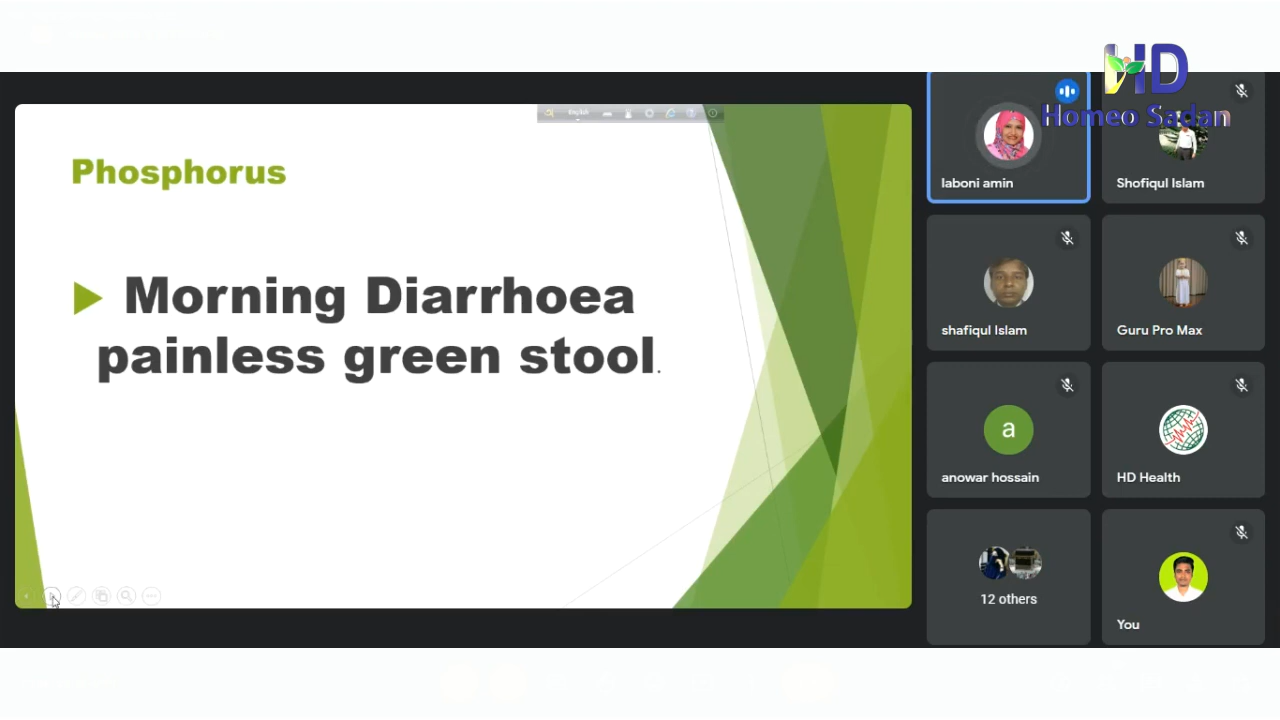 HD
Homeo Sadan
English
Phosphorus
Morning Diarrhoea
painless green stool.
laboni amin
Shofiqul Islam
shafiqul Islam
Guru Pro Max
a
anowar hossain
HD Health
12 others
You